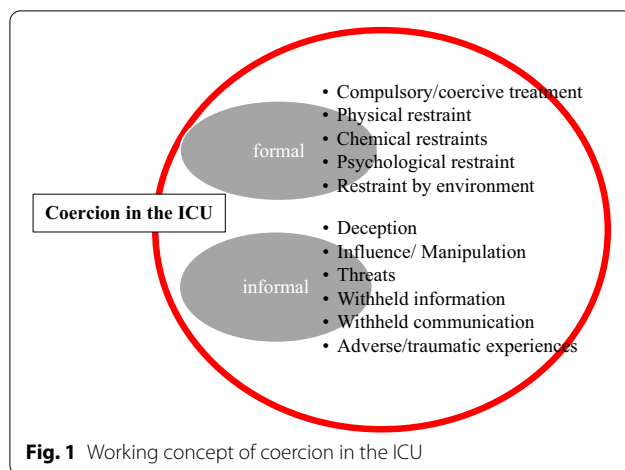 • Compulsory/coercive treatment
• Physical restraint
formal
• Chemical restraints
• Psychological restraint
• Restraint by environment
Coercion in the ICU
• Deception
• Influence/ Manipulation
• Threats
informal
• Withheld information
• Withheld communication
• Adverse/traumatic experiences
Fig. 1 Working concept of coercion in the ICU